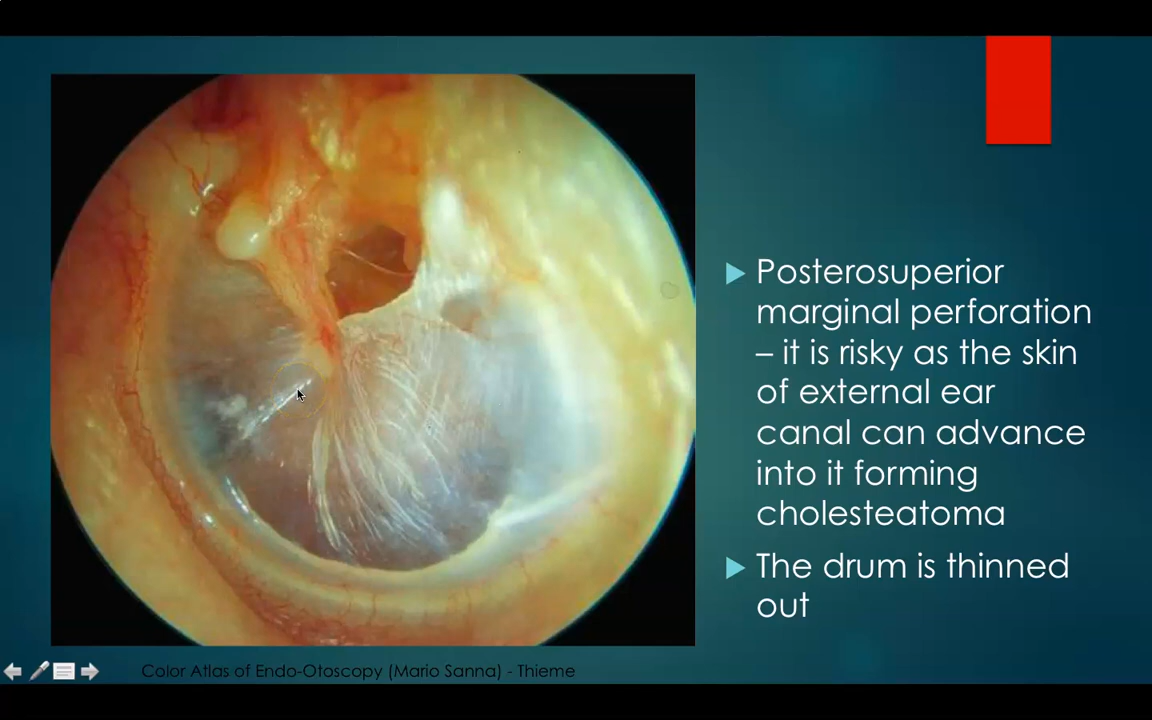 Posterosuperior
marginal perforation
– it is risky as the skin
of external ear
canal can advance
into it forming
cholesteatoma
The drum is thinned
out
Color Atlas of Endo-Otoscopy (Mario Sanna) - Thieme